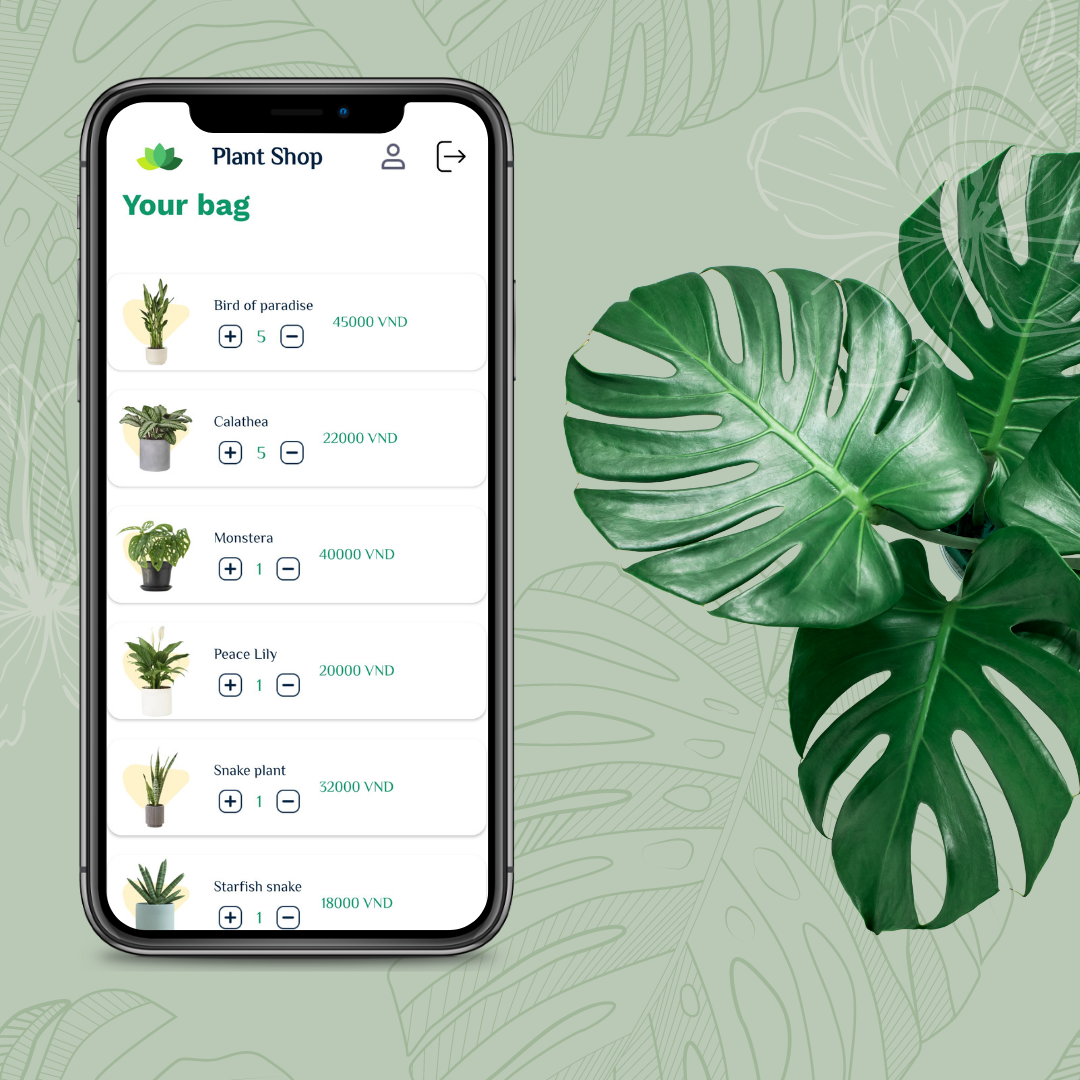 Plant Shop
Your bag
Bird of paradise
5
45000 VND
Calathea
5
22000 VND
Monstera
1
40000 VND
Peace Lily
1
20000 VND
Snake plant
1
32000 VND
Starfish snake
1
18000 VND